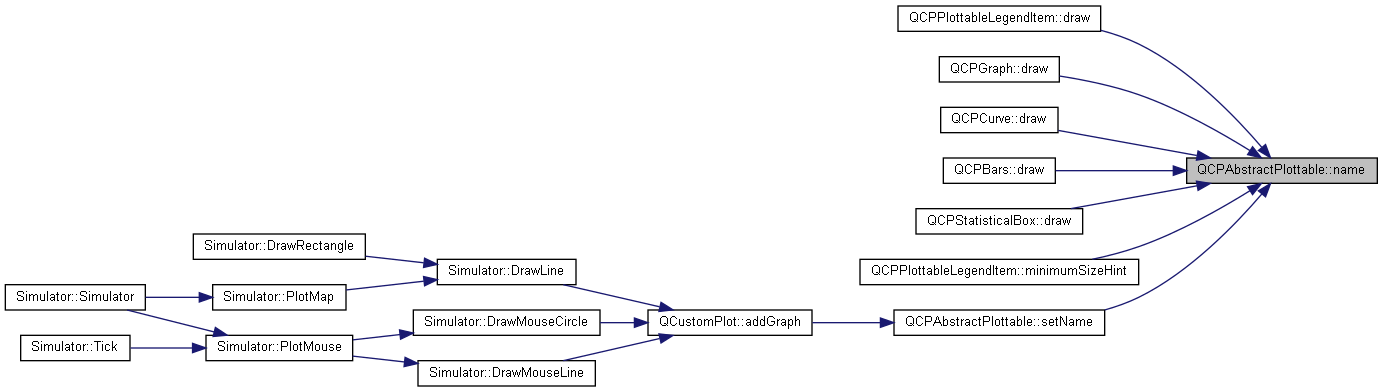 QCPPlottableLegendItem::draw
QCPGraph::draw
QCPCurve::draw
QCPBars::draw
QCPAbstractPlottable::name
QCPStatisticalBox::draw
Simulator::DrawRectangle
Simulator::DrawLine
QCPPlottableLegendItem::minimumSizeHint
Simulator::Simulator
Simulator::PlotMap
Simulator::DrawMouseCircle
QCustomPlot::addGraph
QCPAbstractPlottable::setName
Simulator::Tick
Simulator::PlotMouse
Simulator::DrawMouseLine